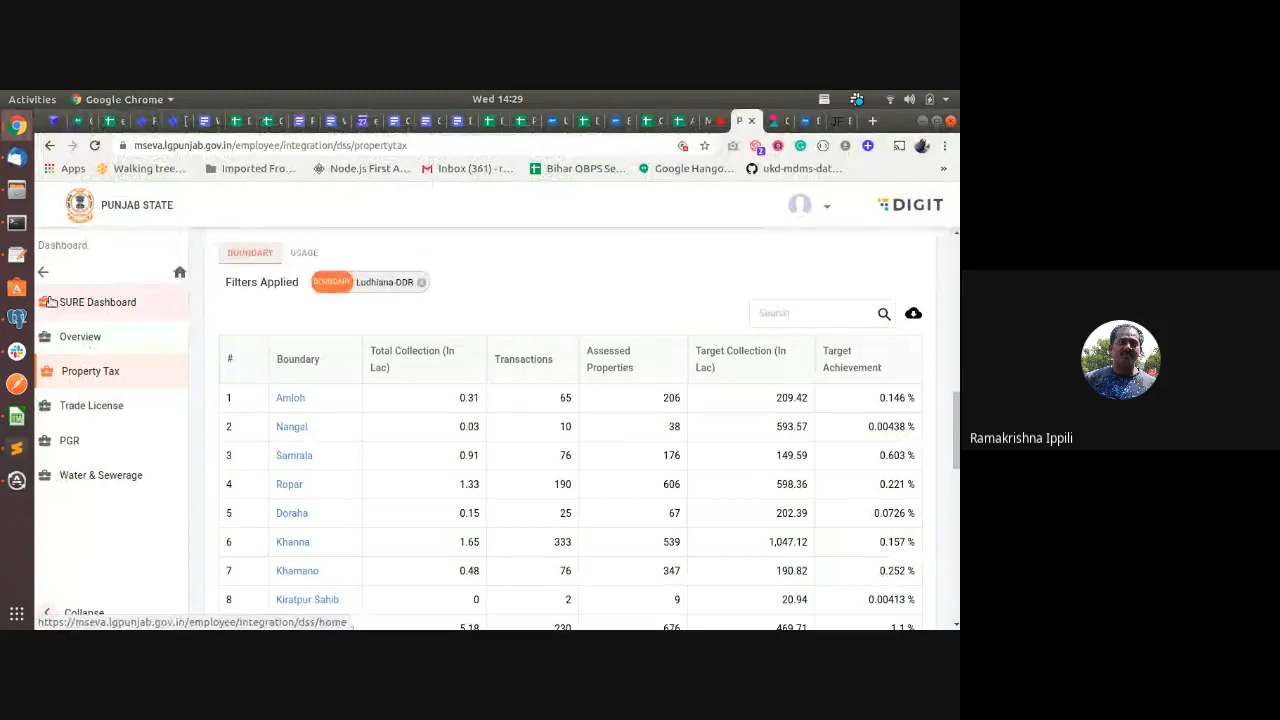 Activities Google Chrome Wed 14:29
mseva.lgpunjab.gov.in/employee/integration/dss/propertytax
Apps Walking tree... Imported Fro... Node.js First A... Inbox (361) - r... Bihar OBPS Se... Google Hango... ukd-mdms-dat... »
PUNJAB STATE DIGIT
Dashboard
SURE Dashboard
Overview
Property Tax
Trade License
PGR
Water & Sewerage
Collapse
BOUNDARY USAGE
Filters Applied BOUNDARY Ludhiana-DDR
Search
# Boundary Total Collection (In Lac) Transactions Assessed Properties Target Collection (In Lac) Target Achievement
1 Amloh 0.31 65 206 209.42 0.146 %
2 Nangal 0.03 10 38 593.57 0.00438 %
3 Samrala 0.91 76 176 149.59 0.603 %
4 Ropar 1.33 190 606 598.36 0.221 %
5 Doraha 0.15 25 67 202.39 0.0726 %
6 Khanna 1.65 333 539 1,047.12 0.157 %
7 Khamano 0.48 76 347 190.82 0.252 %
8 Kiratpur Sahib 0 2 9 20.94 0.00413 %
5.18 230 676 469.71 1.1 %
https://mseva.lgpunjab.gov.in/employee/integration/dss/home
Ramakrishna Ippili